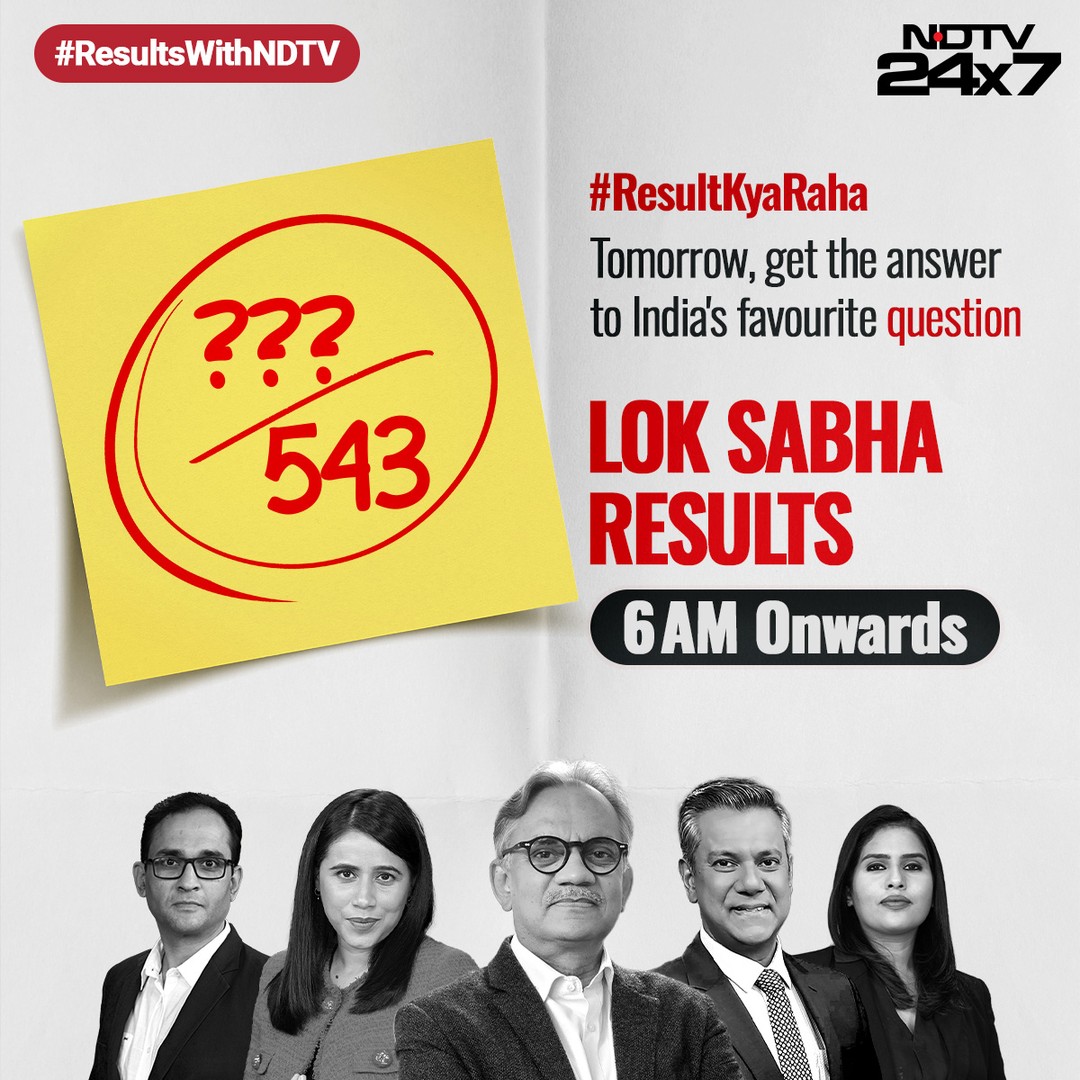 #ResultsWithNDTV
NDTV
24x7
???
543
#ResultKyaRaha
Tomorrow, get the answer
to India's favourite question
LOK SABHA
RESULTS
6 AM Onwards